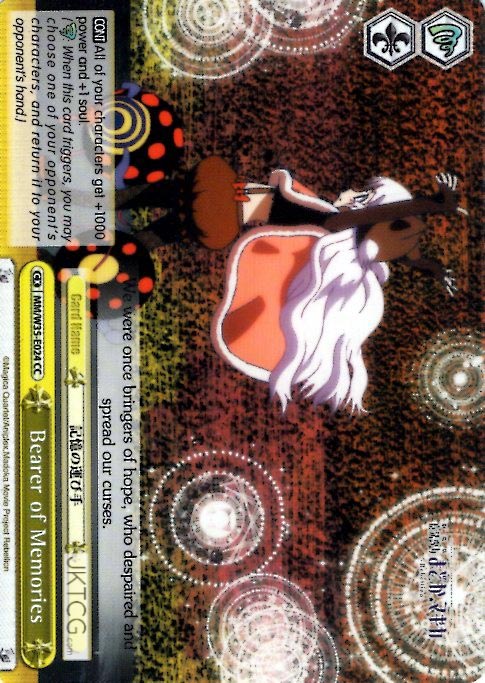 [CONT] All of your characters get +1000
power and +1 soul.
[ When this card triggers, you may
choose one of your opponent's
characters, and return it to your
opponent's hand.]
We were once bringers of hope, who despaired and
spread our curses.
CX MM/W35-E024 CC
Card Name
記憶の運び手
Bearer of Memories
JKTCG.com
©Magica Quartet/Aniplex,Madoka Movie Project Rebellion